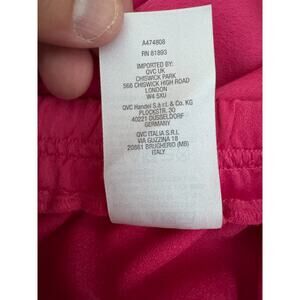 A474808
RN 81893
IMPORTED BY:
QVC UK
CHISWICK PARK
566 CHISWICK HIGH ROAD
LONDON
W4 5XU
QVC Handel S.à r.l. & Co. KG
PLOCKSTR. 30
40221 DÜSSELDORF
GERMANY
QVC ITALIA S.R.L
VIA GUZZINA 18
20861 BRUGHERIO (MB)
ITALY